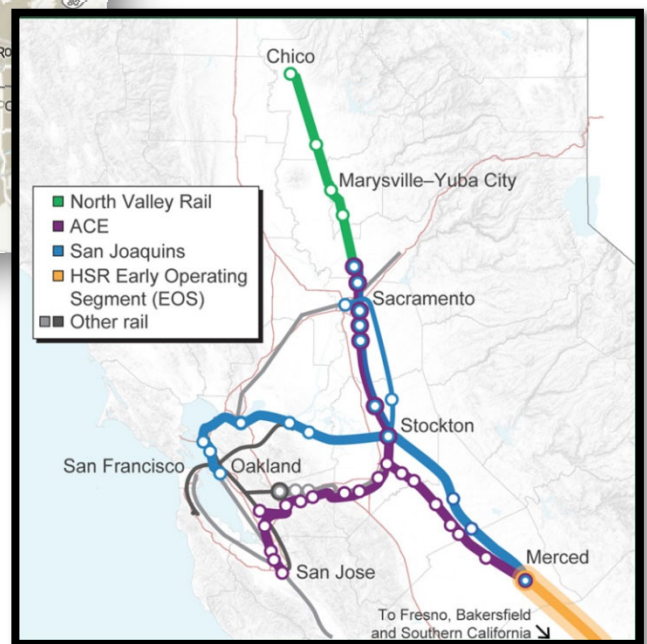 Chico
Marysville–Yuba City
North Valley Rail
ACE
San Joaquins
HSR Early Operating
Segment (EOS)
Other rail
Sacramento
Stockton
San Francisco
Oakland
San Jose
Merced
To Fresno, Bakersfield
and Southern California